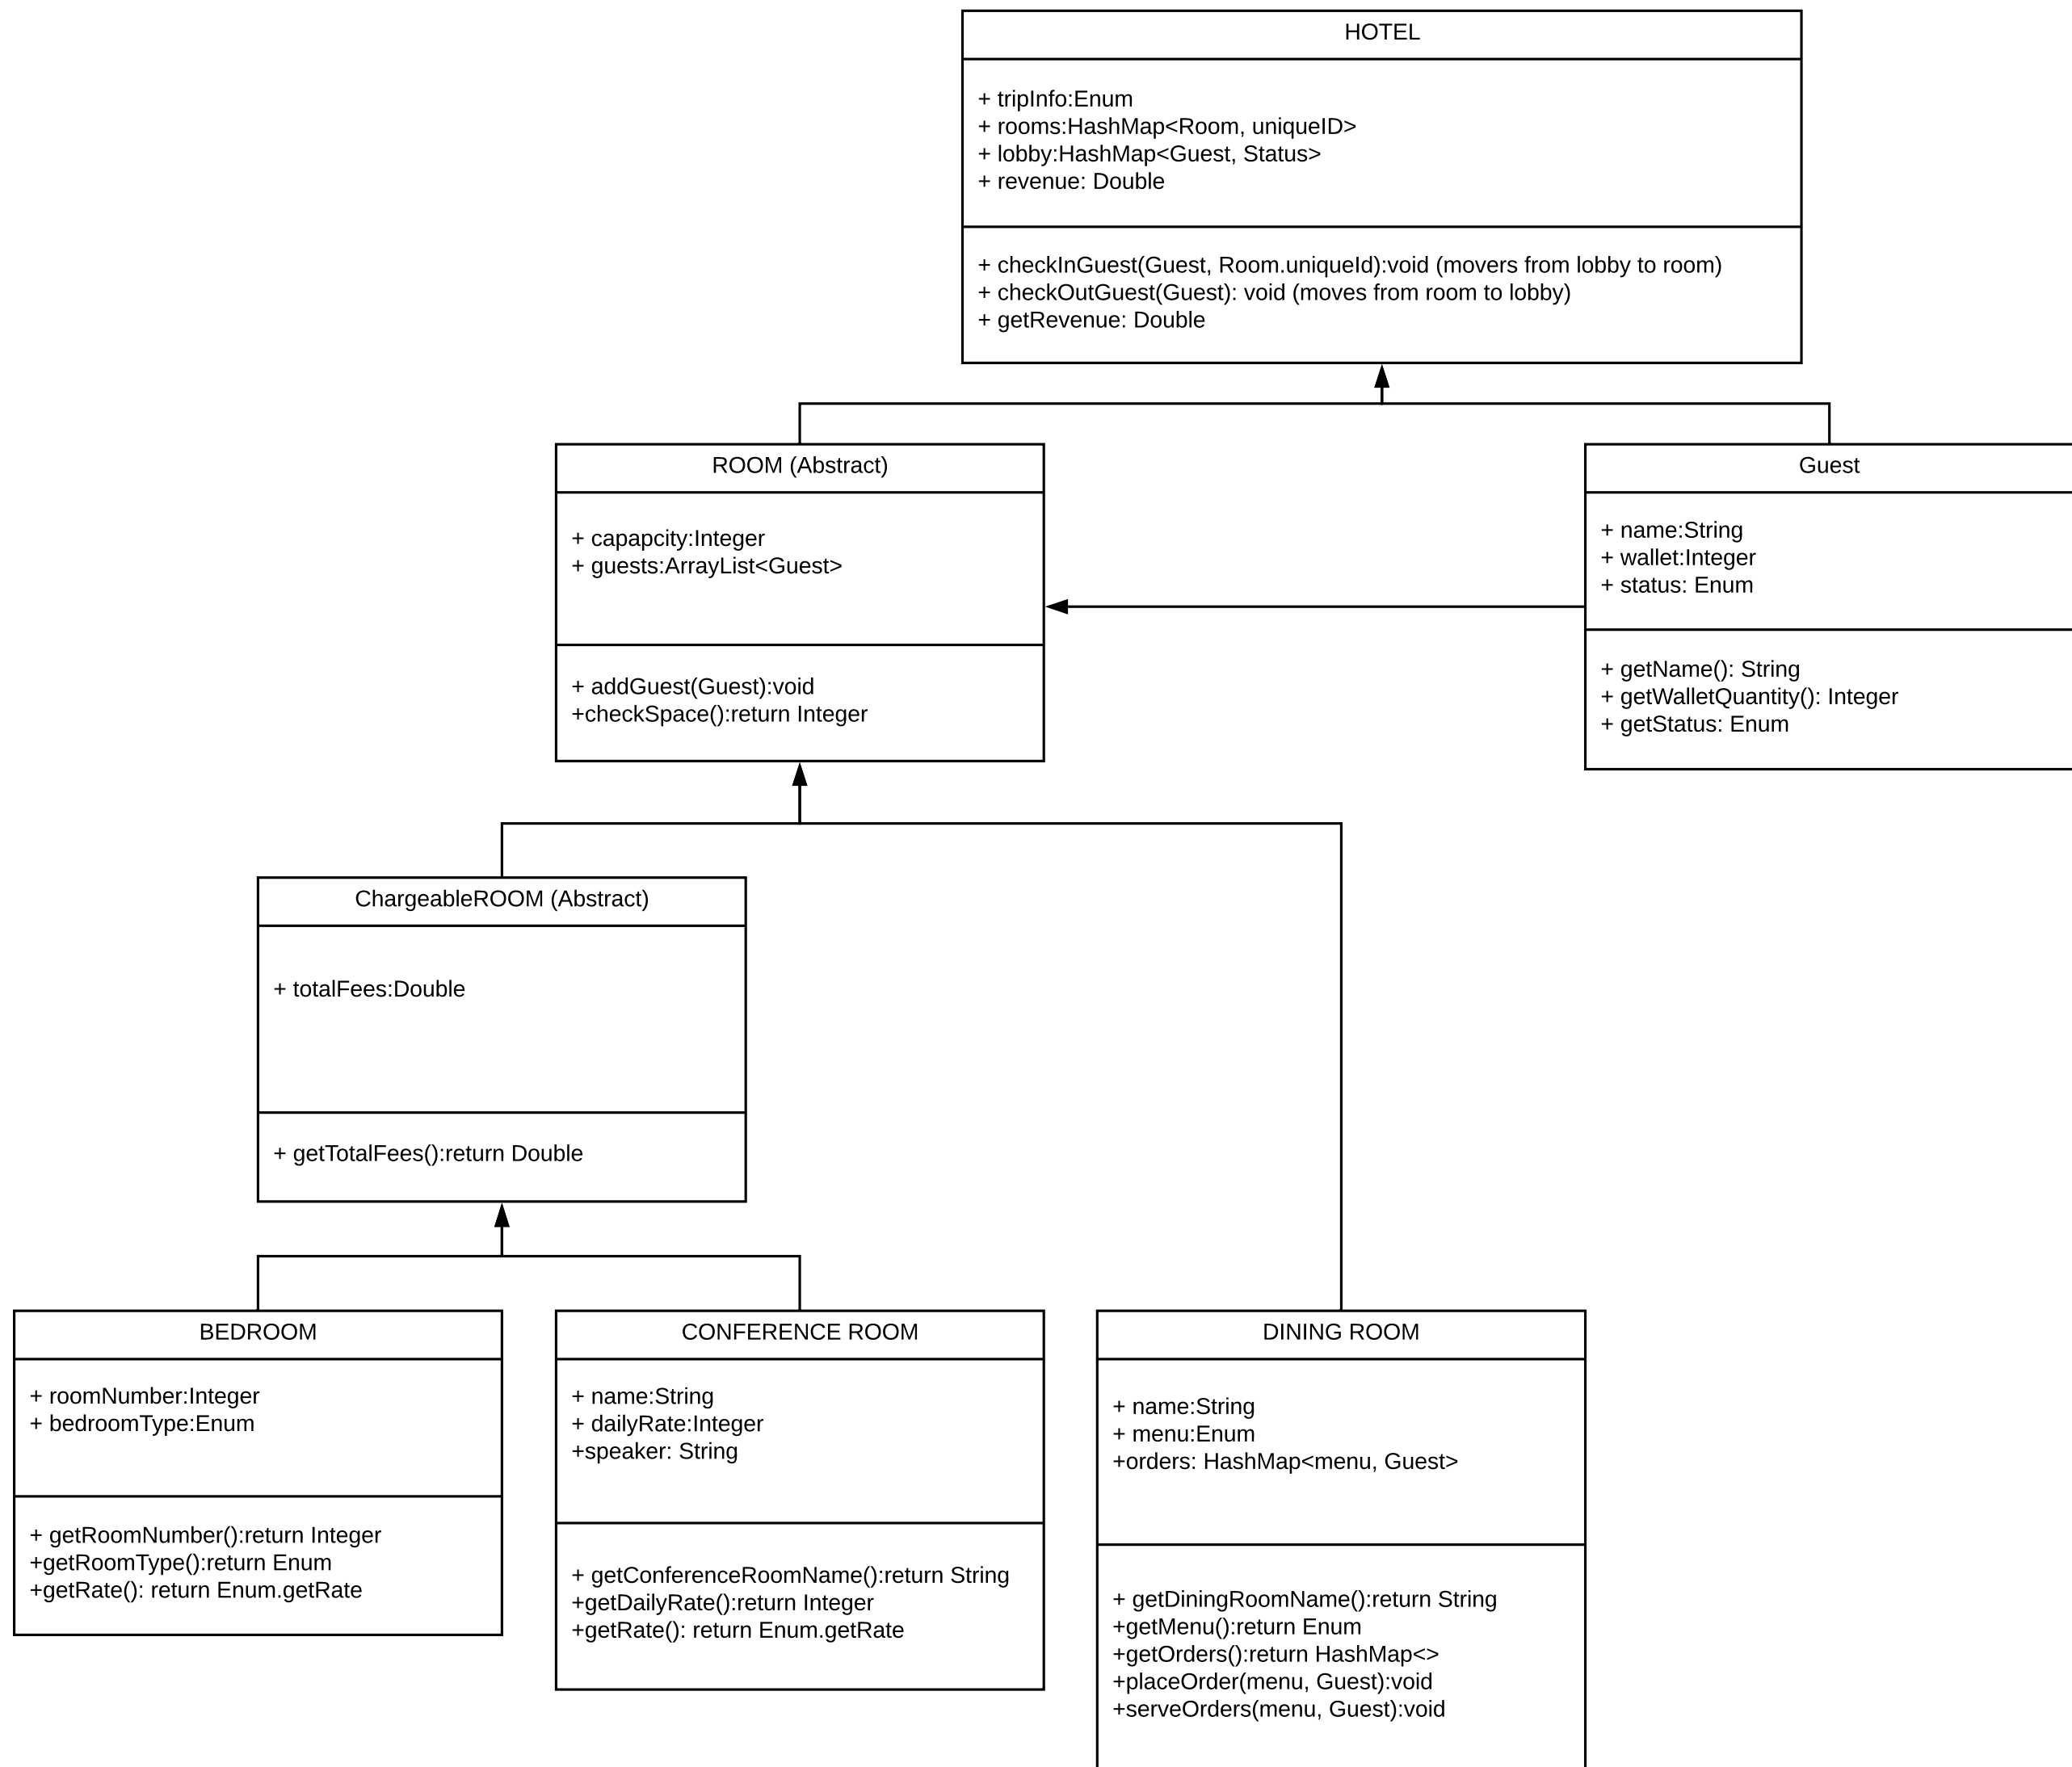 HOTEL
+ tripInfo:Enum
+ rooms:HashMap<Room, uniqueID>
+ lobby:HashMap<Guest, Status>
+ revenue: Double
+ checkInGuest(Guest, Room.uniqueId):void (movers from lobby to room)
+ checkOutGuest(Guest): void (moves from room to lobby)
+ getRevenue: Double
ROOM (Abstract)
+ capapcity:Integer
+ guests:ArrayList<Guest>
+ addGuest(Guest):void
+checkSpace():return Integer
Guest
+ name:String
+ wallet:Integer
+ status: Enum
+ getName(): String
+ getWalletQuantity(): Integer
+ getStatus: Enum
ChargeableROOM (Abstract)
+ totalFees:Double
+ getTotalFees():return Double
BEDROOM
+ roomNumber:Integer
+ bedroomType:Enum
+ getRoomNumber():return Integer
+getRoomType():return Enum
+getRate(): return Enum.getRate
CONFERENCE ROOM
+ name:String
+ dailyRate:Integer
+speaker: String
+ getConferenceRoomName():return String
+getDailyRate():return Integer
+getRate(): return Enum.getRate
DINING ROOM
+ name:String
+ menu:Enum
+orders: HashMap<menu, Guest>
+ getDiningRoomName():return String
+getMenu():return Enum
+getOrders():return HashMap<>
+placeOrder(menu, Guest):void
+serveOrders(menu, Guest):void